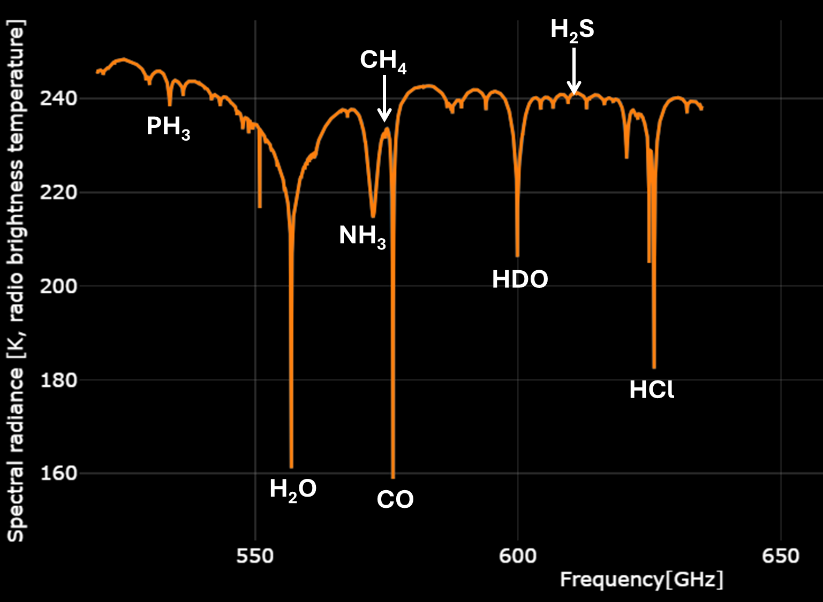 H₂S
CH₄
240
PH₃
220
NH₃
HDO
200
180
HCl
160
H₂O
CO
550
600
650
Frequency[GHz]
Spectral radiance [K, radio brightness temperature]